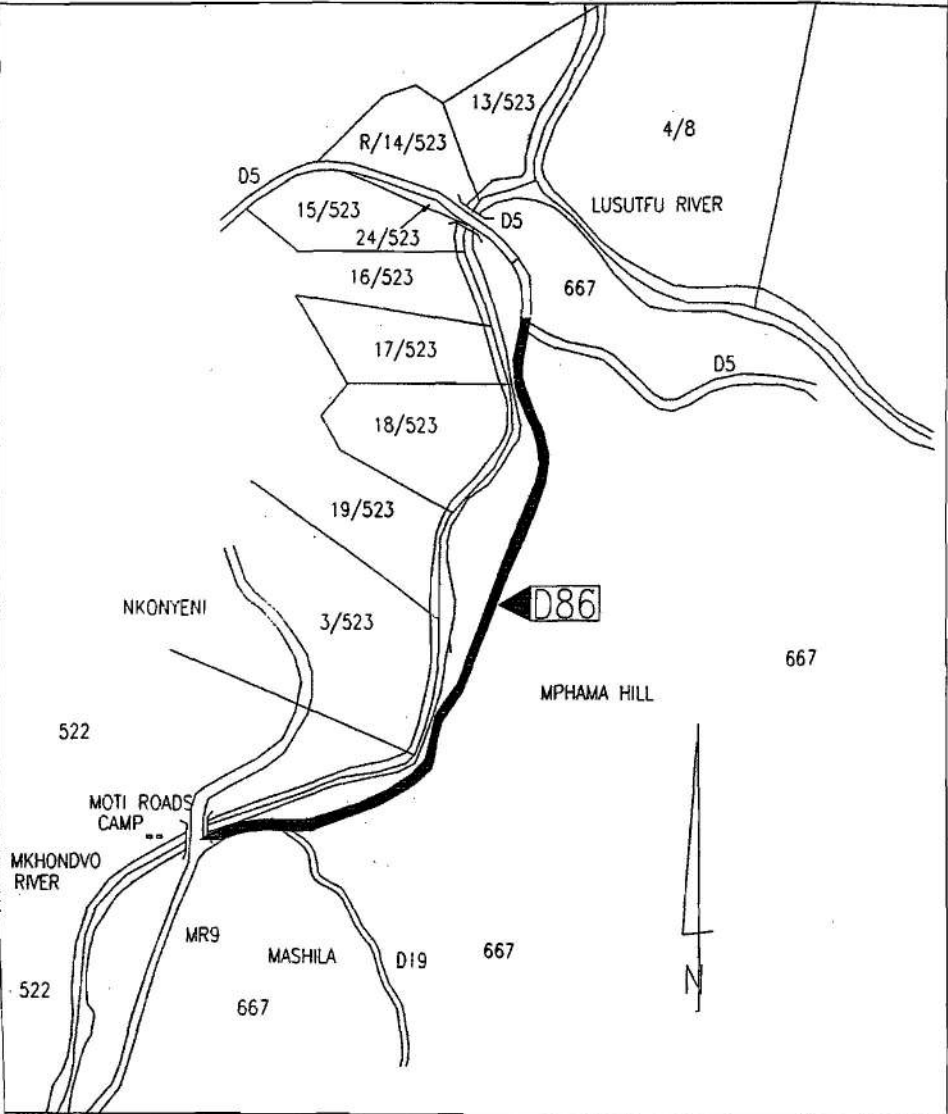 13/523
4/8
R/14/523
D5
LUSUTFU RIVER
15/523
D5
24/523
16/523
667
17/523
D5
18/523
19/523
D86
NKONYENI
3/523
667
MPHAMA HILL
522
MOTI ROADS
CAMP
MKHONDVO
RIVER
MR9
MASHILA
D19
667
522
667
N